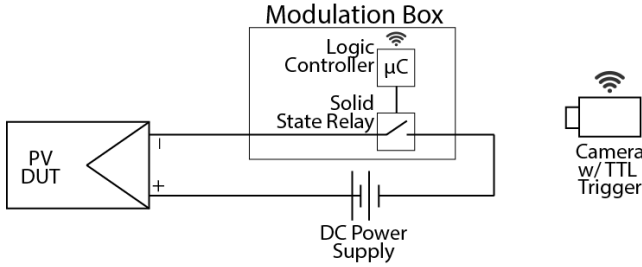 Modulation Box
Logic
Controller
μC
Solid
State Relay
PV
DUT
I
+
DC Power
Supply
Camera
w/ TTL
Trigger